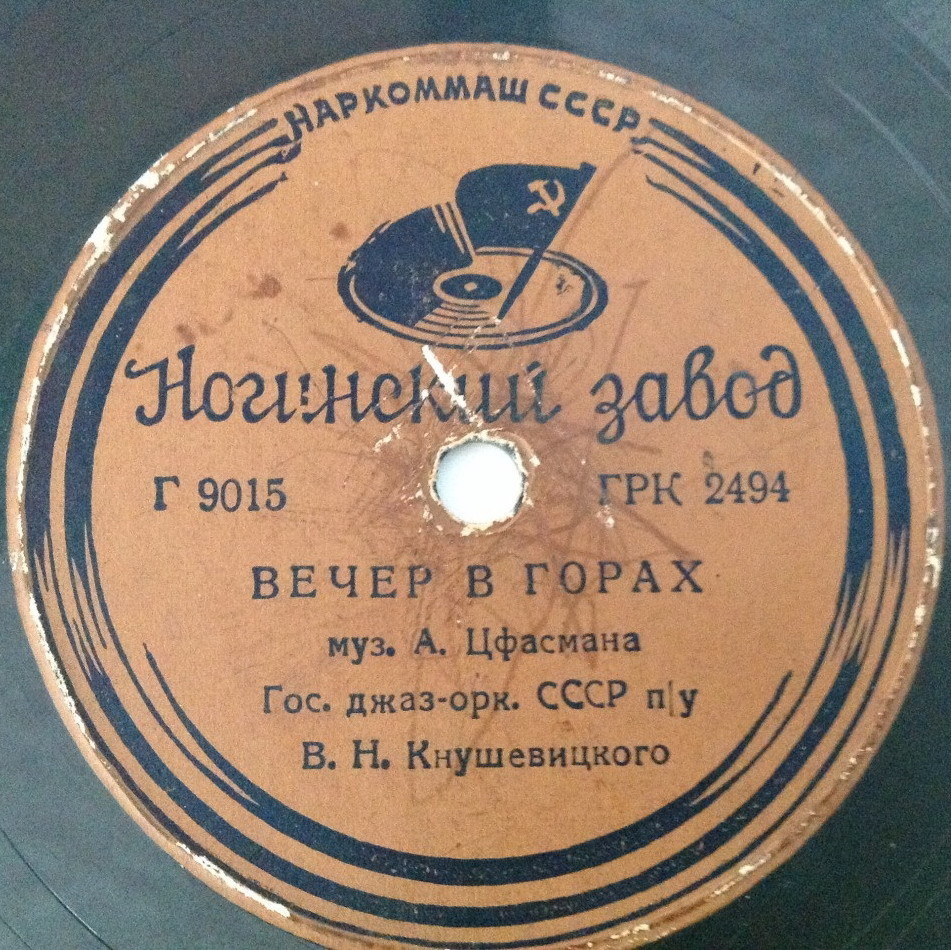 НАРКОММАШ СССР
Ногинский завод
Г 9015 ГРК 2494
ВЕЧЕР В ГОРАХ
муз. А. Цфасмана
Гос. джаз-орк. СССР п/у
В. Н. Кнушевицкого